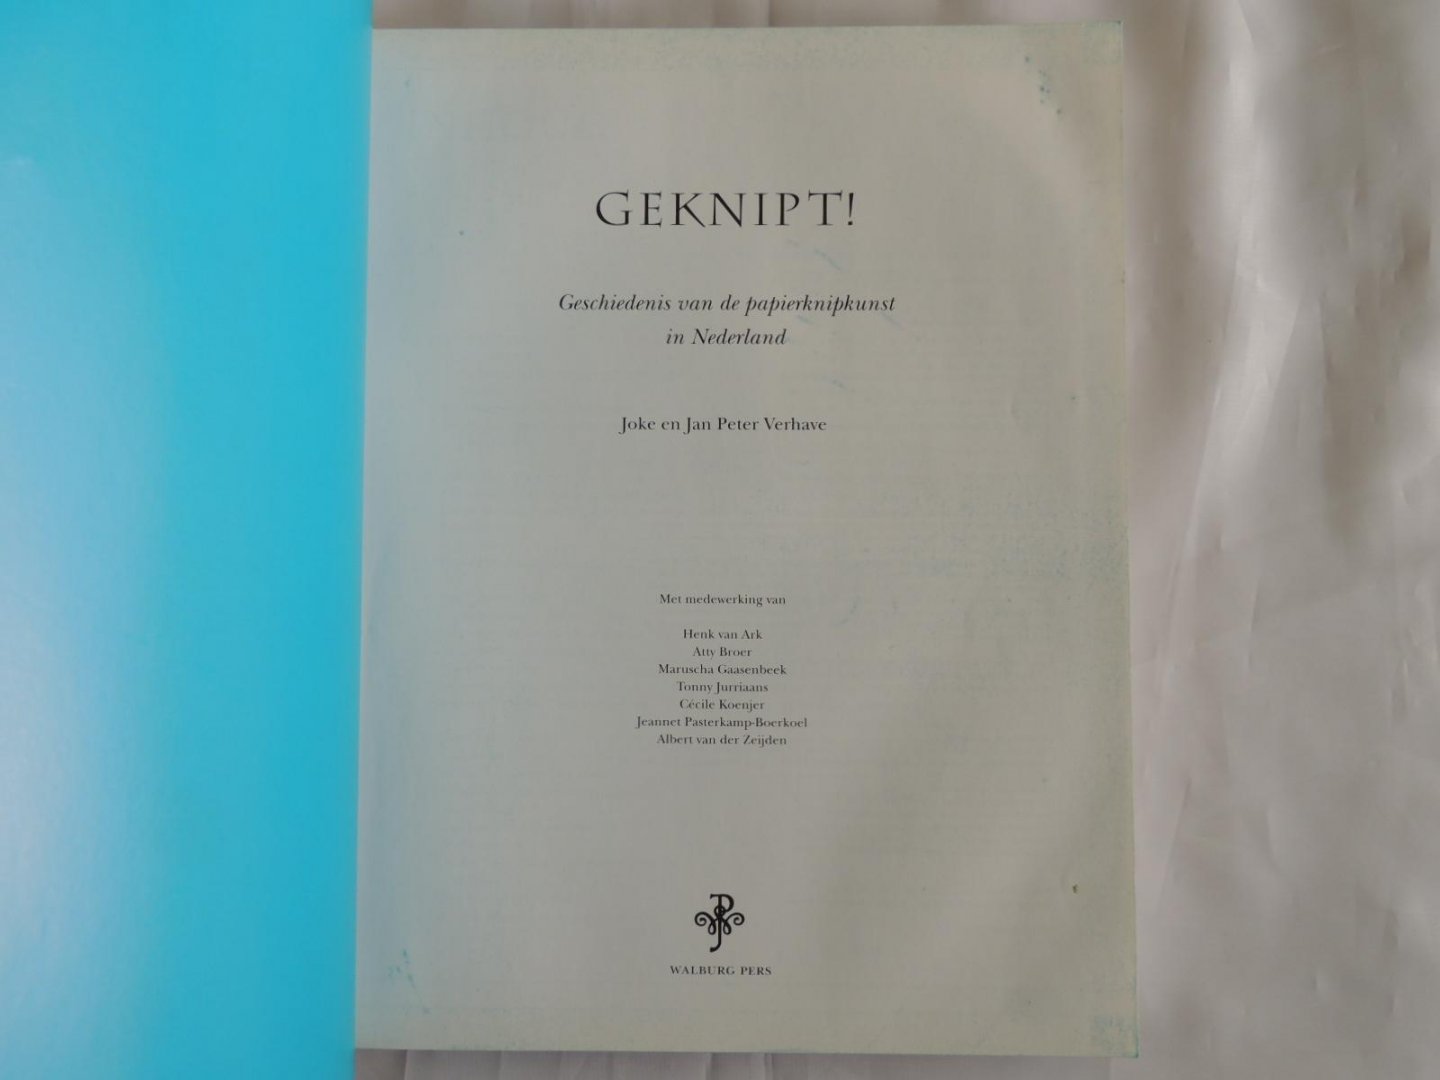 GEKNIPT!
Geschiedenis van de papierknipkunst
in Nederland
Joke en Jan Peter Verhave
Met medewerking van
Henk van Ark
Atty Broer
Maruscha Gaasenbeek
Tonny Jurriaans
Cécile Koenjer
Jeannet Pasterkamp-Boerkoel
Albert van der Zeijden
WALBURG PERS